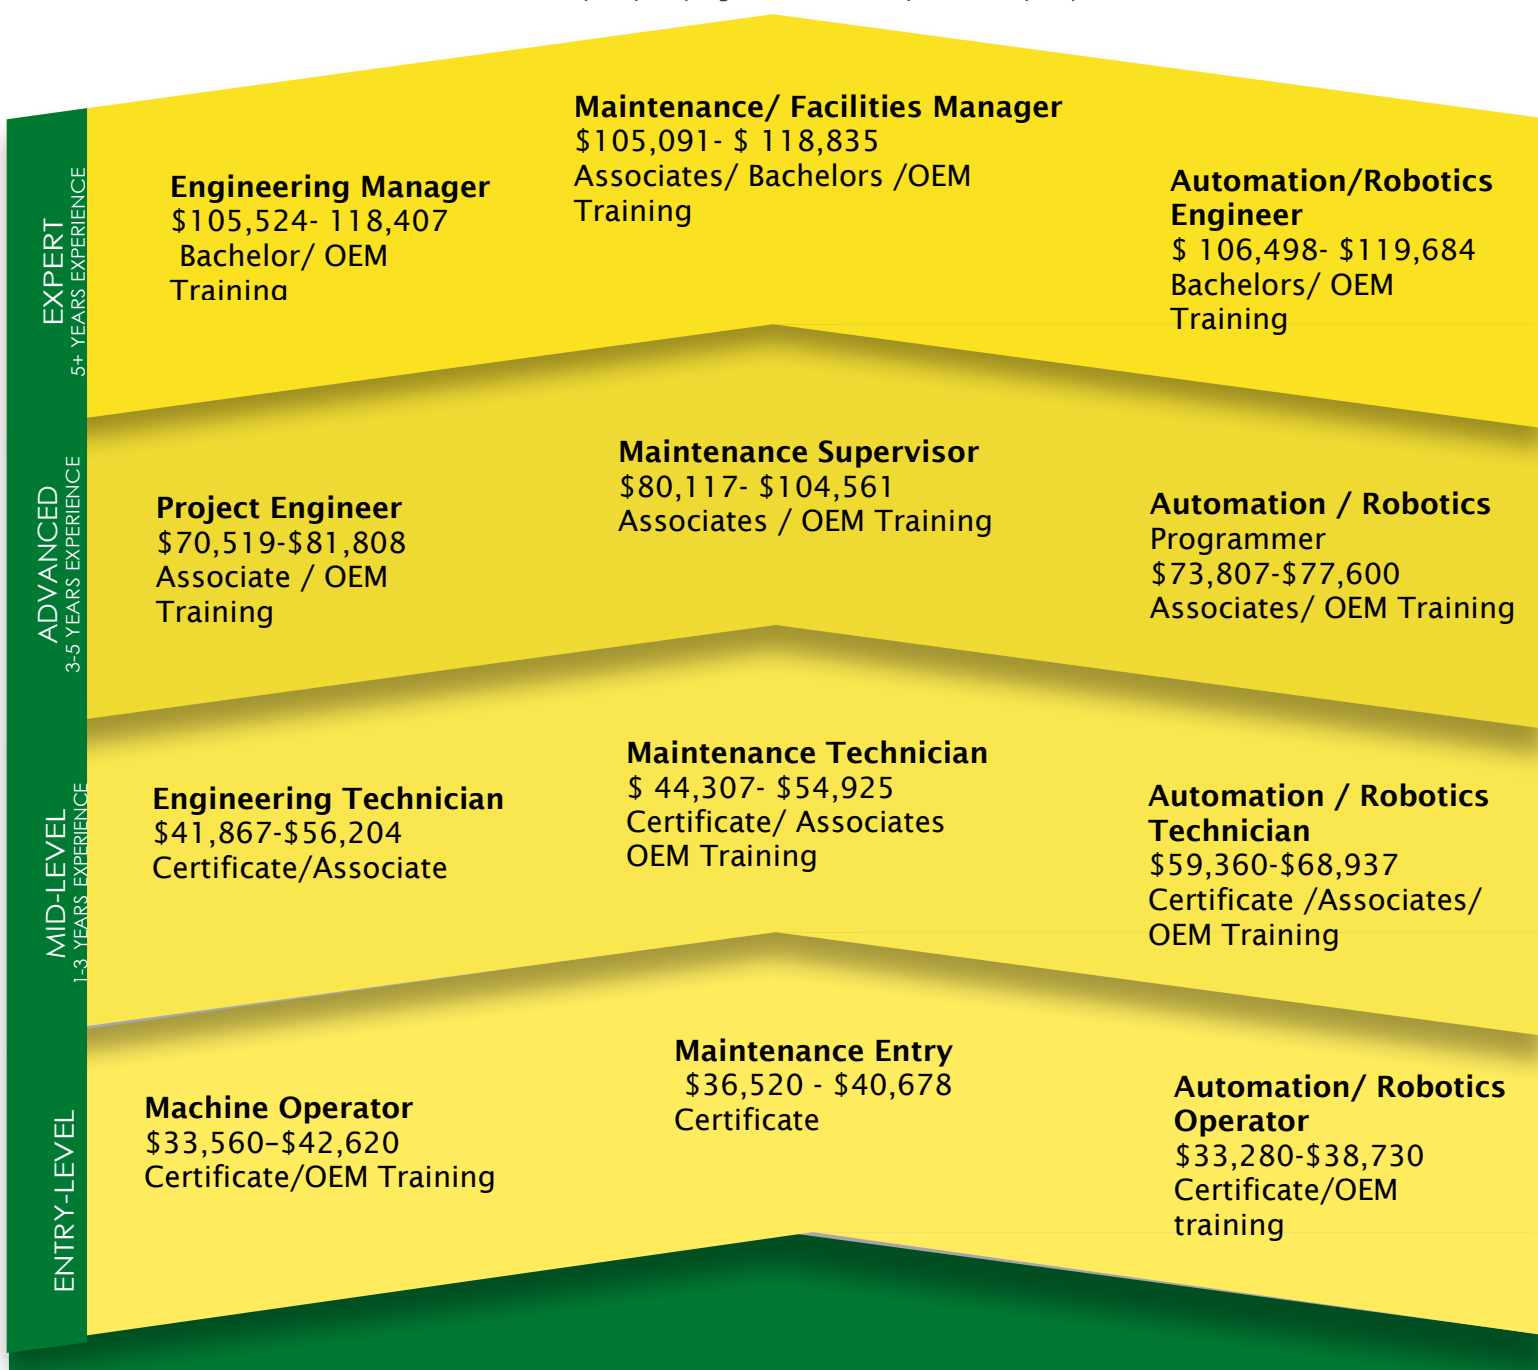 EXPERT
5+ YEARS EXPERIENCE
Engineering Manager
$105,524- 118,407
Bachelor/ OEM
Training
Maintenance/ Facilities Manager
$105,091- $ 118,835
Associates/ Bachelors /OEM
Training
Automation/Robotics
Engineer
$ 106,498- $119,684
Bachelors/ OEM
Training
ADVANCED
3-5 YEARS EXPERIENCE
Project Engineer
$70,519-$81,808
Associate / OEM
Training
Maintenance Supervisor
$80,117- $104,561
Associates / OEM Training
Automation / Robotics
Programmer
$73,807-$77,600
Associates/ OEM Training
MID-LEVEL
1-3 YEARS EXPERIENCE
Engineering Technician
$41,867-$56,204
Certificate/Associate
Maintenance Technician
$ 44,307- $54,925
Certificate/ Associates
OEM Training
Automation / Robotics
Technician
$59,360-$68,937
Certificate /Associates/
OEM Training
ENTRY-LEVEL
Machine Operator
$33,560–$42,620
Certificate/OEM Training
Maintenance Entry
$36,520 - $40,678
Certificate
Automation/ Robotics
Operator
$33,280-$38,730
Certificate/OEM
training